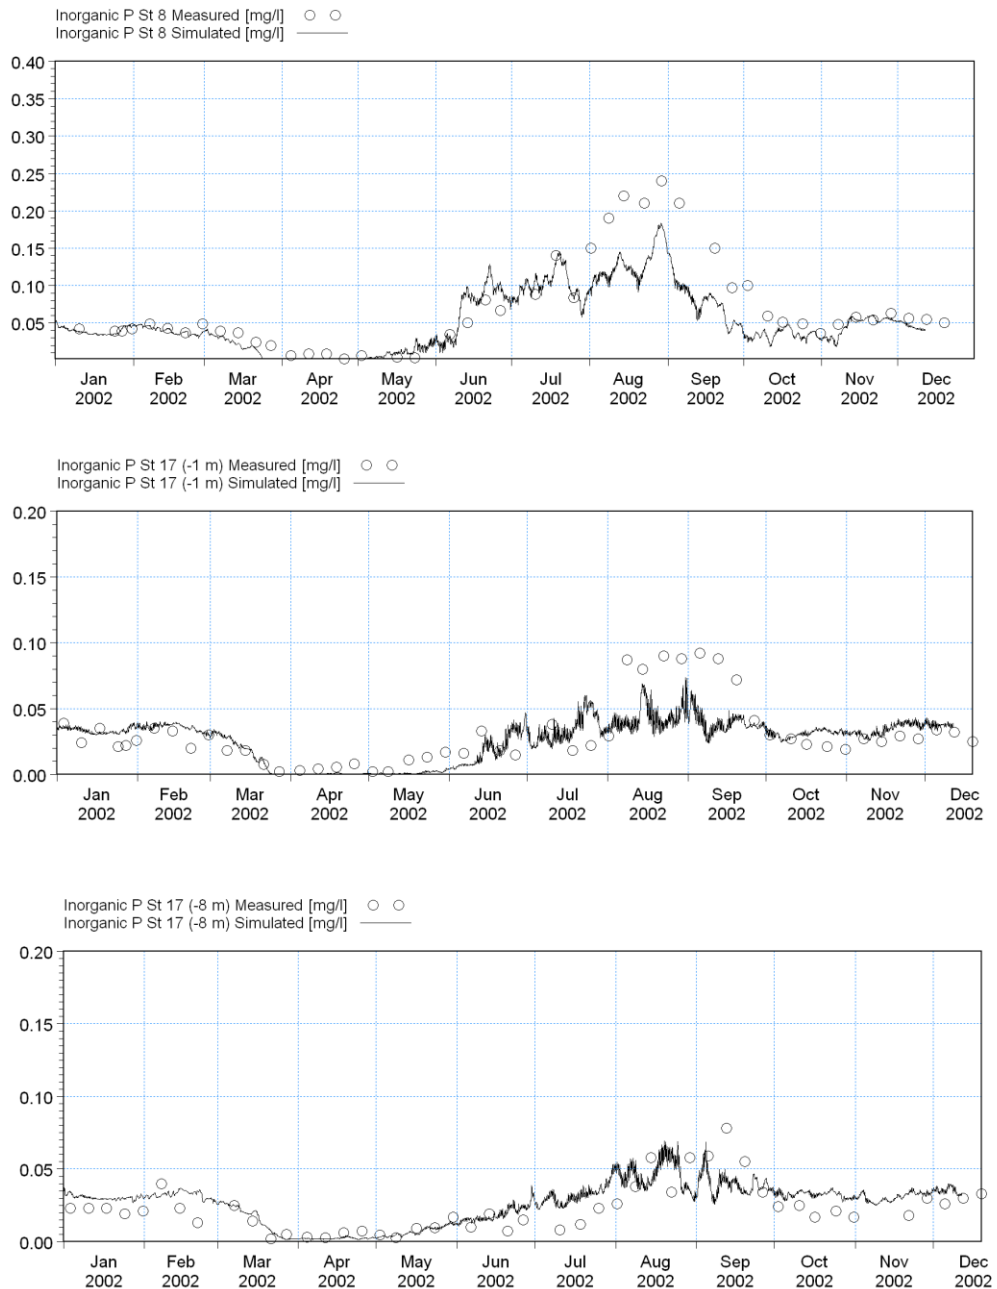 Inorganic P St 8 Measured [mg/l]
Inorganic P St 8 Simulated [mg/l]
0.40
0.35
0.30
0.25
0.20
0.15
0.10
0.05
Jan Feb Mar Apr May Jun Jul Aug Sep Oct Nov Dec
2002 2002 2002 2002 2002 2002 2002 2002 2002 2002 2002 2002
Inorganic P St 17 (-1 m) Measured [mg/l]
Inorganic P St 17 (-1 m) Simulated [mg/l]
0.20
0.15
0.10
0.05
0.00
Jan Feb Mar Apr May Jun Jul Aug Sep Oct Nov Dec
2002 2002 2002 2002 2002 2002 2002 2002 2002 2002 2002 2002
Inorganic P St 17 (-8 m) Measured [mg/l]
Inorganic P St 17 (-8 m) Simulated [mg/l]
0.20
0.15
0.10
0.05
0.00
Jan Feb Mar Apr May Jun Jul Aug Sep Oct Nov Dec
2002 2002 2002 2002 2002 2002 2002 2002 2002 2002 2002 2002